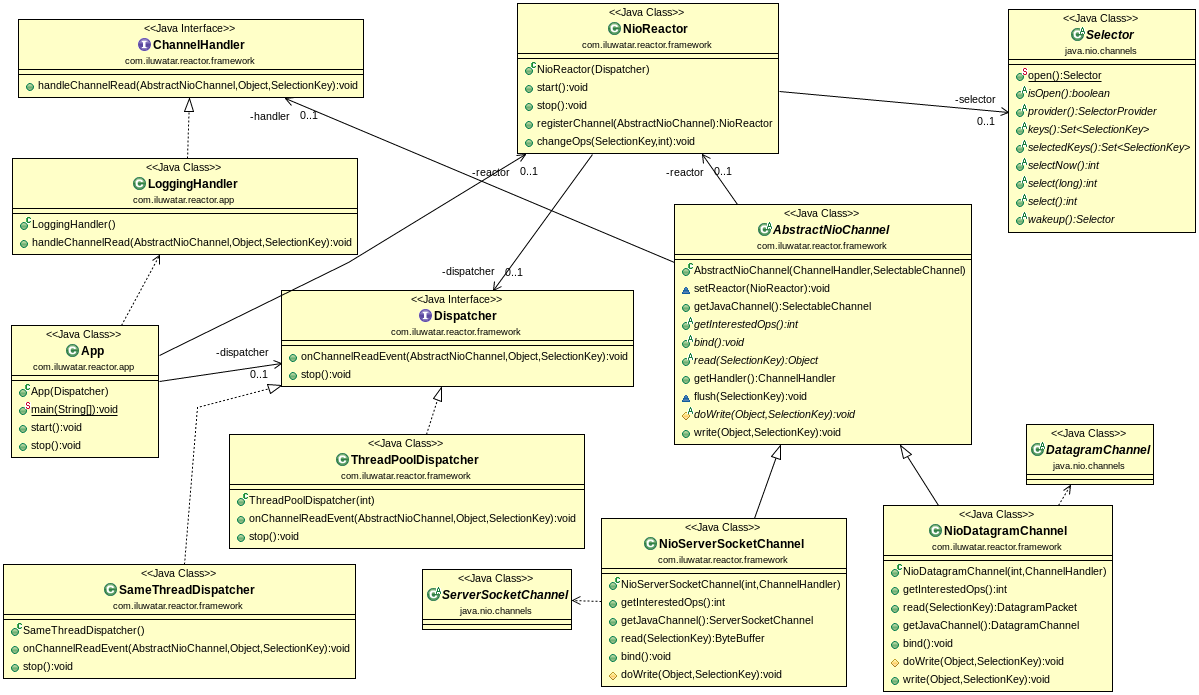 <<Java Interface>>
ChannelHandler
com.iluwatar.reactor.framework
handleChannelRead(AbstractNioChannel,Object,SelectionKey):void
<<Java Class>>
NioReactor
com.iluwatar.reactor.framework
NioReactor(Dispatcher)
start():void
stop():void
registerChannel(AbstractNioChannel):NioReactor
changeOps(SelectionKey,int):void
<<Java Class>>
Selector
java.nio.channels
open():Selector
isOpen():boolean
provider():SelectorProvider
keys():Set<SelectionKey>
selectedKeys():Set<SelectionKey>
selectNow():int
select(long):int
select():int
wakeup():Selector
-selector
0..1
-handler 0..1
-reactor 0..1
-reactor 0..1
<<Java Class>>
LoggingHandler
com.iluwatar.reactor.app
LoggingHandler()
handleChannelRead(AbstractNioChannel,Object,SelectionKey):void
<<Java Class>>
AbstractNioChannel
com.iluwatar.reactor.framework
AbstractNioChannel(ChannelHandler,SelectableChannel)
setReactor(NioReactor):void
getJavaChannel():SelectableChannel
getInterestedOps():int
bind():void
read(SelectionKey):Object
getHandler():ChannelHandler
flush(SelectionKey):void
doWrite(Object,SelectionKey):void
write(Object,SelectionKey):void
-dispatcher 0..1
<<Java Interface>>
Dispatcher
com.iluwatar.reactor.framework
onChannelReadEvent(AbstractNioChannel,Object,SelectionKey):void
stop():void
<<Java Class>>
App
com.iluwatar.reactor.app
App(Dispatcher)
main(String[]):void
start():void
stop():void
-dispatcher
0..1
<<Java Class>>
ThreadPoolDispatcher
com.iluwatar.reactor.framework
ThreadPoolDispatcher(int)
onChannelReadEvent(AbstractNioChannel,Object,SelectionKey):void
stop():void
<<Java Class>>
DatagramChannel
java.nio.channels
<<Java Class>>
SameThreadDispatcher
com.iluwatar.reactor.framework
SameThreadDispatcher()
onChannelReadEvent(AbstractNioChannel,Object,SelectionKey):void
stop():void
<<Java Class>>
ServerSocketChannel
java.nio.channels
<<Java Class>>
NioServerSocketChannel
com.iluwatar.reactor.framework
NioServerSocketChannel(int,ChannelHandler)
getInterestedOps():int
getJavaChannel():ServerSocketChannel
read(SelectionKey):ByteBuffer
bind():void
doWrite(Object,SelectionKey):void
<<Java Class>>
NioDatagramChannel
com.iluwatar.reactor.framework
NioDatagramChannel(int,ChannelHandler)
getInterestedOps():int
read(SelectionKey):DatagramPacket
getJavaChannel():DatagramChannel
bind():void
doWrite(Object,SelectionKey):void
write(Object,SelectionKey):void